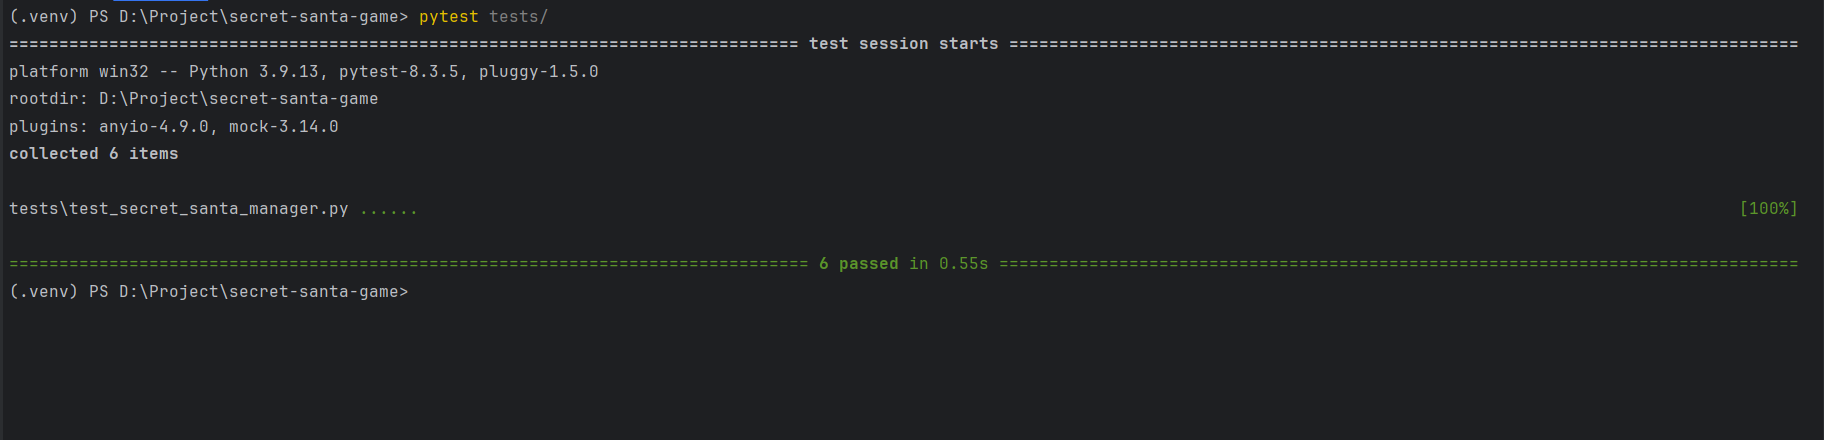 (.venv) PS D:\Project\secret-santa-game> pytest tests/
=============================================================================== test session starts ===============================================================================
platform win32 -- Python 3.9.13, pytest-8.3.5, pluggy-1.5.0
rootdir: D:\Project\secret-santa-game
plugins: anyio-4.9.0, mock-3.14.0
collected 6 items
tests\test_secret_santa_manager.py ...... [100%]
================================================================================ 6 passed in 0.55s ================================================================================
(.venv) PS D:\Project\secret-santa-game>